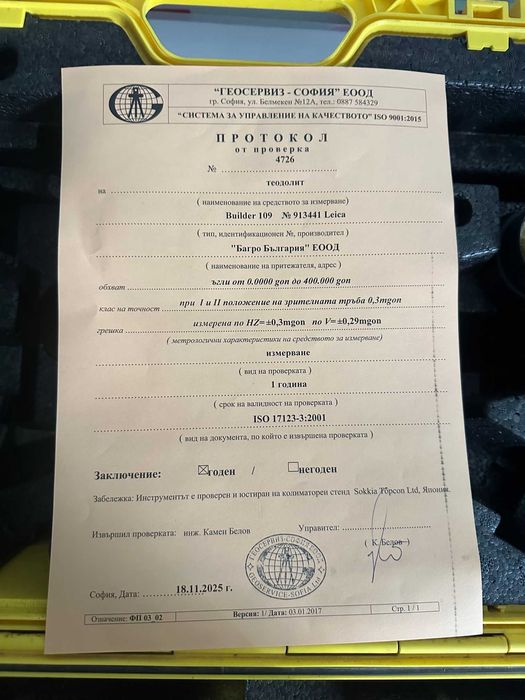 "ГЕОСЕРВИЗ - СОФИЯ" ЕООД
гр. София, ул. Белмекен №12А, тел.: 0887 584329
"СИСТЕМА ЗА УПРАВЛЕНИЕ НА КАЧЕСТВОТО" ISO 9001:2015
П Р О Т О К О Л
от проверка
4726
№
теодолит
на
( наименование на средството за измерване)
Builder 109 № 913441 Leica
( тип, идентификационен №, производител )
"Багро България" ЕООД
( наименование на притежателя, адрес )
обхват ъгли от 0.0000 gon до 400.000 gon
клас на точност при I и II положение на зрителната тръба 0,3mgon
грешка измерена по HZ=±0,3mgon по V=±0,29mgon
( метрологични характеристики на средството за измерване)
измерване
( вид на проверката )
1 година
( срок на валидност на проверката )
ISO 17123-3:2001
( вид на документа, по който е извършена проверката )
Заключение: ☒годен / ☐негоден
Забележка: Инструментът е проверен и юстиран на колиматорен стенд Sokkia Topcon Ltd, Япония.
Извършил проверката: инж. Камен Белов Управител:
( К.Белов )
ГЕОСЕРВИЗ-СОФИЯ ЕООД
GEOSERVICE-SOFIA Ltd
София, Дата: 18.11.2025 г.
Означение: ФП 03_02 Версия: 1/ Дата: 03.01.2017 Стр. 1 / 1